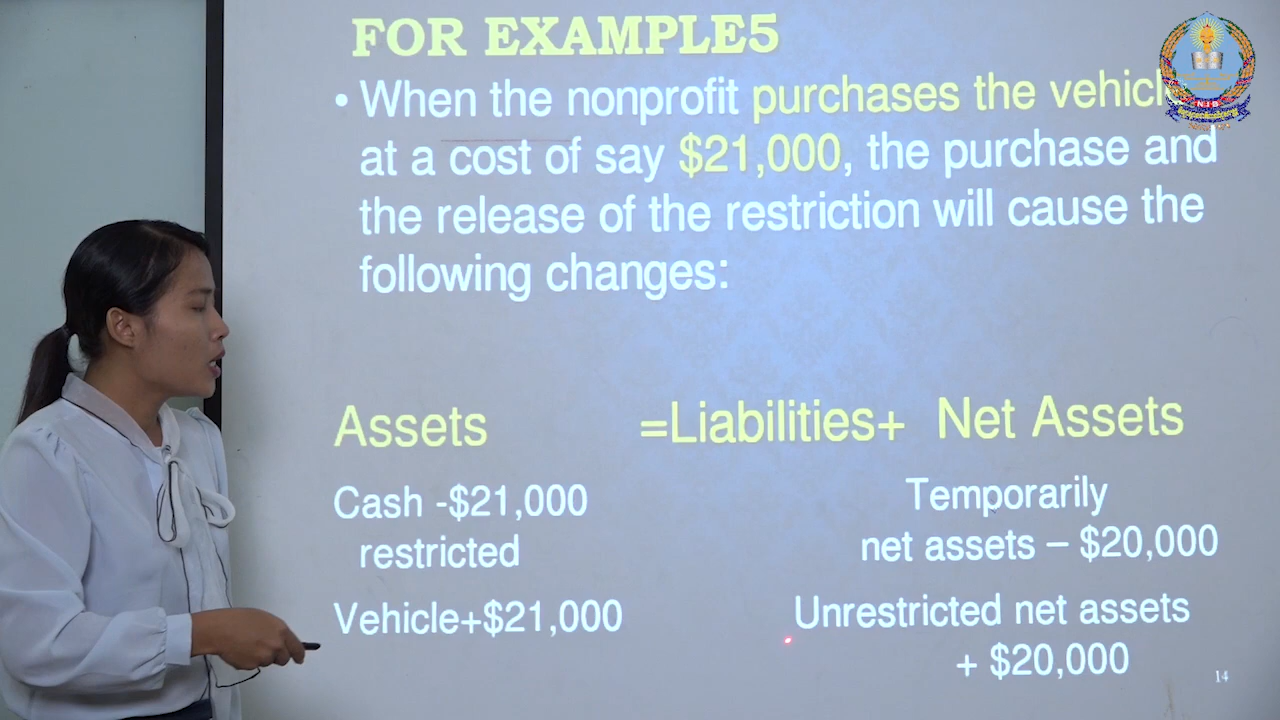 FOR EXAMPLE5
• When the nonprofit purchases the vehicle
at a cost of say $21,000, the purchase and
the release of the restriction will cause the
following changes:
Assets =Liabilities+ Net Assets
Cash -$21,000 Temporarily
restricted net assets – $20,000
Vehicle+$21,000 Unrestricted net assets
+ $20,000
14
NIB